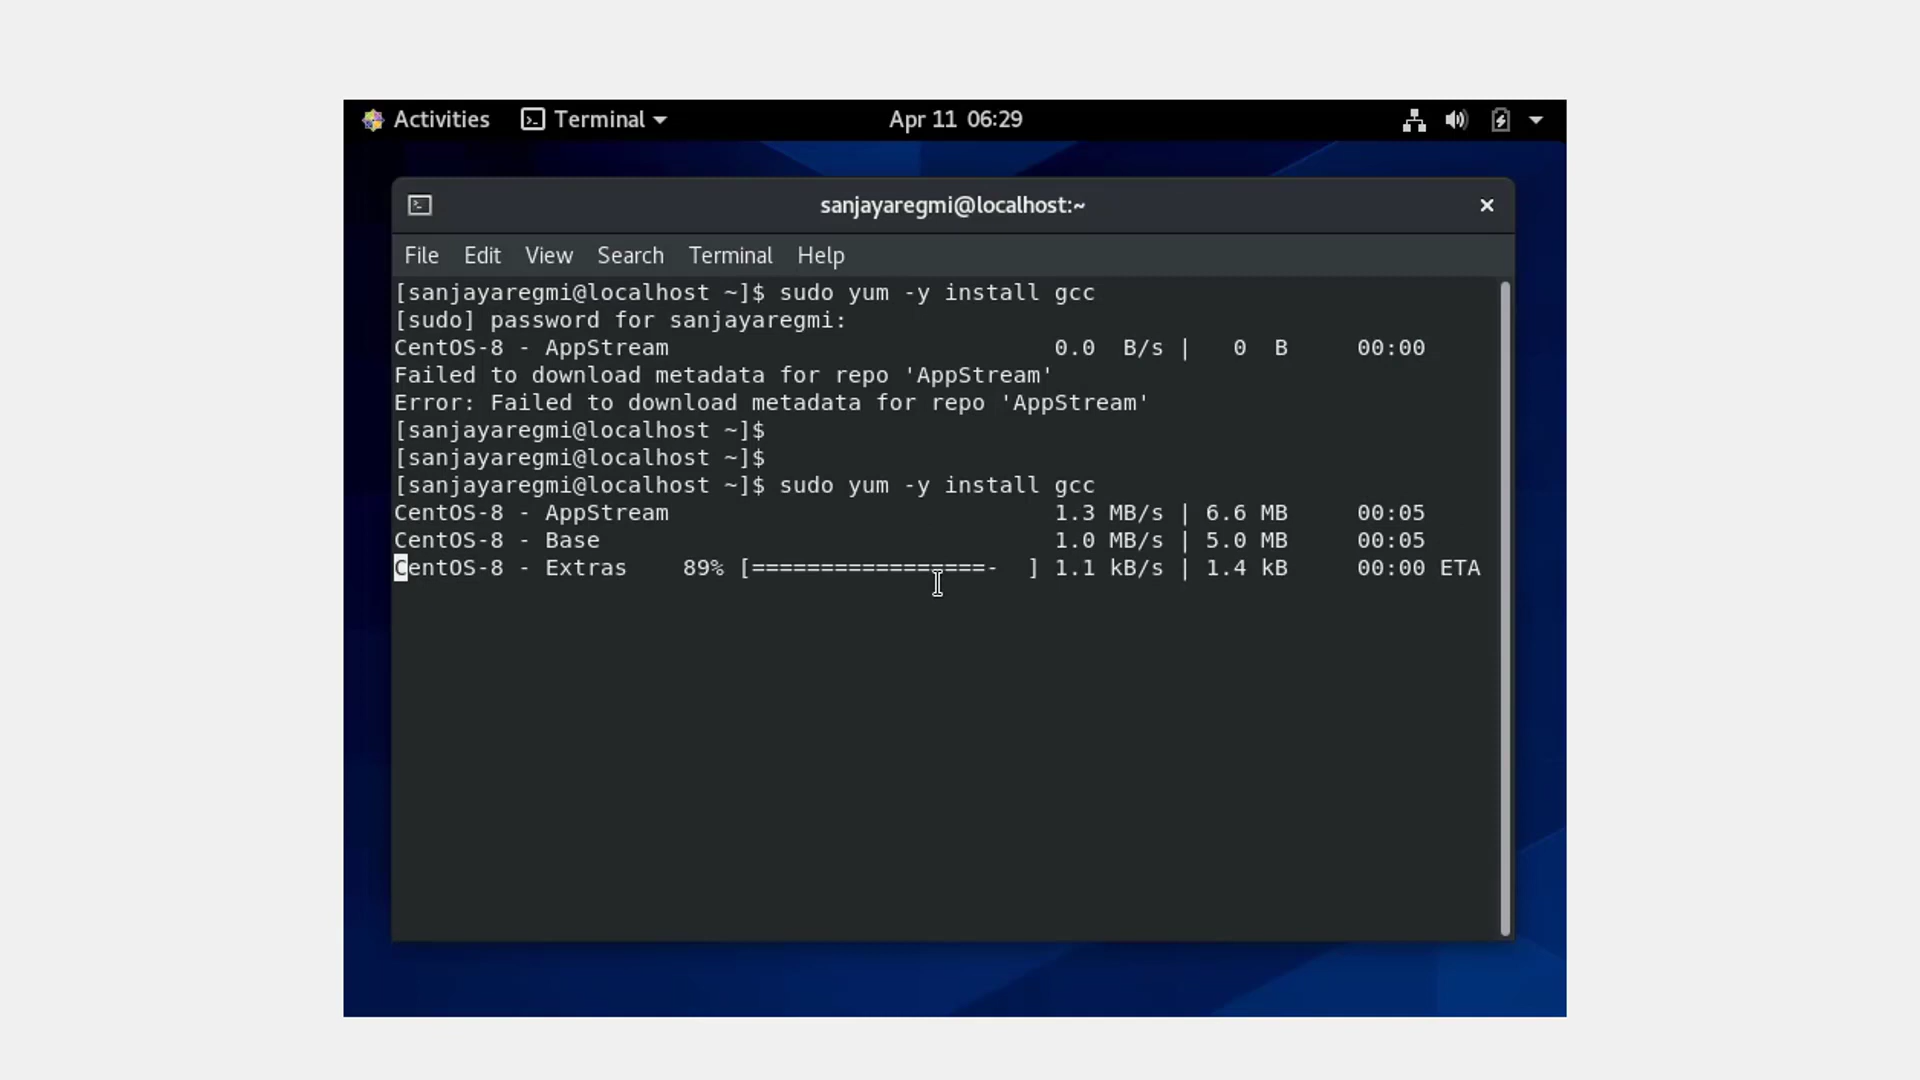 Activities Terminal Apr 11 06:29
sanjayaregmi@localhost:~
File Edit View Search Terminal Help
[sanjayaregmi@localhost ~]$ sudo yum -y install gcc
[sudo] password for sanjayaregmi:
CentOS-8 - AppStream 0.0 B/s | 0 B 00:00
Failed to download metadata for repo 'AppStream'
Error: Failed to download metadata for repo 'AppStream'
[sanjayaregmi@localhost ~]$
[sanjayaregmi@localhost ~]$
[sanjayaregmi@localhost ~]$ sudo yum -y install gcc
CentOS-8 - AppStream 1.3 MB/s | 6.6 MB 00:05
CentOS-8 - Base 1.0 MB/s | 5.0 MB 00:05
CentOS-8 - Extras 89% [=================- ] 1.1 kB/s | 1.4 kB 00:00 ETA